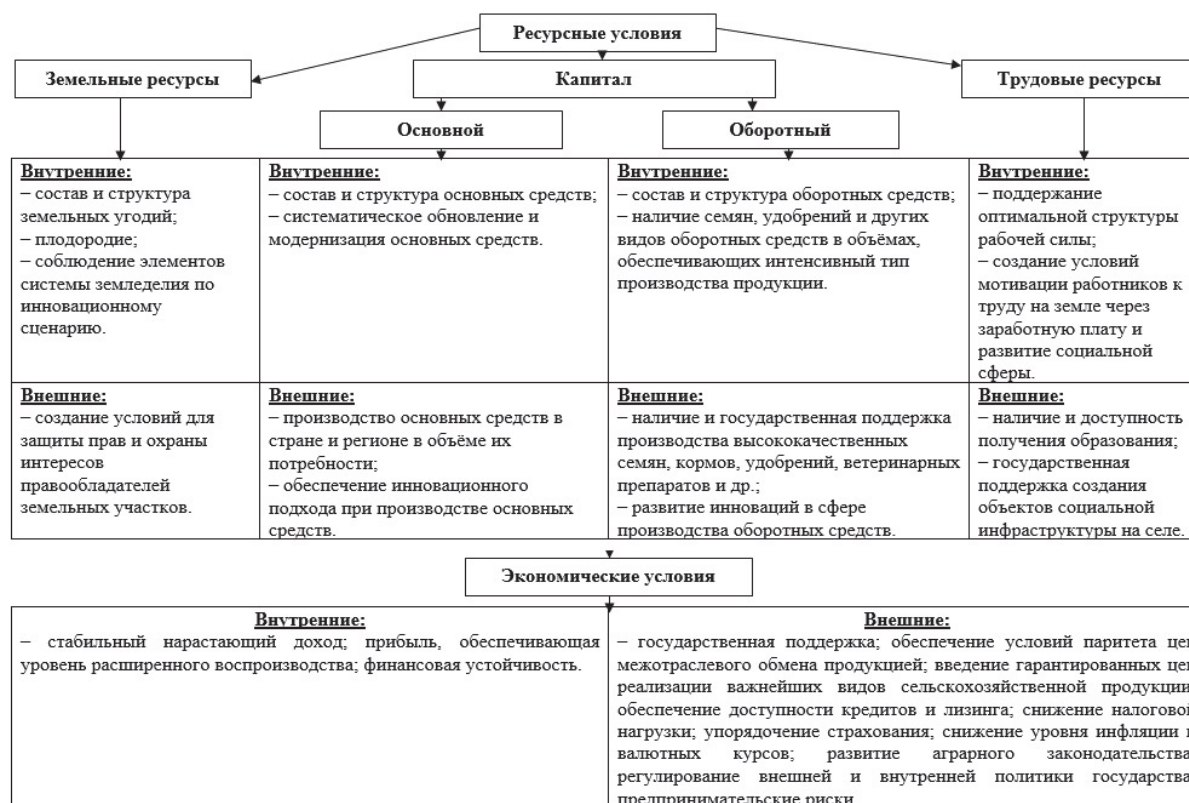 Ресурсные условия
Земельные ресурсы
Капитал
Трудовые ресурсы
Основной
Оборотный
Внутренние:
– состав и структура
земельных угодий;
– плодородие;
– соблюдение элементов
системы земледелия по
инновационному
сценарию.
Внутренние:
– состав и структура основных средств;
– систематическое обновление и
модернизация основных средств.
Внутренние:
– состав и структура оборотных средств;
– наличие семян, удобрений и других
видов оборотных средств в объёмах,
обеспечивающих интенсивный тип
производства продукции.
Внутренние:
– поддержание
оптимальной структуры
рабочей силы;
– создание условий
мотивации работников к
труду на земле через
заработную плату и
развитие социальной
сферы.
Внешние:
– создание условий для
защиты прав и охраны
интересов
правообладателей
земельных участков.
Внешние:
– производство основных средств в
стране и регионе в объёме их
потребности;
– обеспечение инновационного
подхода при производстве основных
средств.
Внешние:
– наличие и государственная поддержка
производства высококачественных
семян, кормов, удобрений, ветеринарных
препаратов и др.;
– развитие инноваций в сфере
производства оборотных средств.
Внешние:
– наличие и доступность
получения образования;
– государственная
поддержка создания
объектов социальной
инфраструктуры на селе.
Экономические условия
Внутренние:
– стабильный нарастающий доход; прибыль, обеспечивающая
уровень расширенного воспроизводства; финансовая устойчивость.
Внешние:
– государственная поддержка; обеспечение условий паритета це
межотраслевого обмена продукцией; введение гарантированных це
реализации важнейших видов сельскохозяйственной продукции
обеспечение доступности кредитов и лизинга; снижение налогово
нагрузки; упорядочение страхования; снижение уровня инфляции
валютных курсов; развитие аграрного законодательства
регулирование внешней и внутренней политики государства
предпринимательские риски